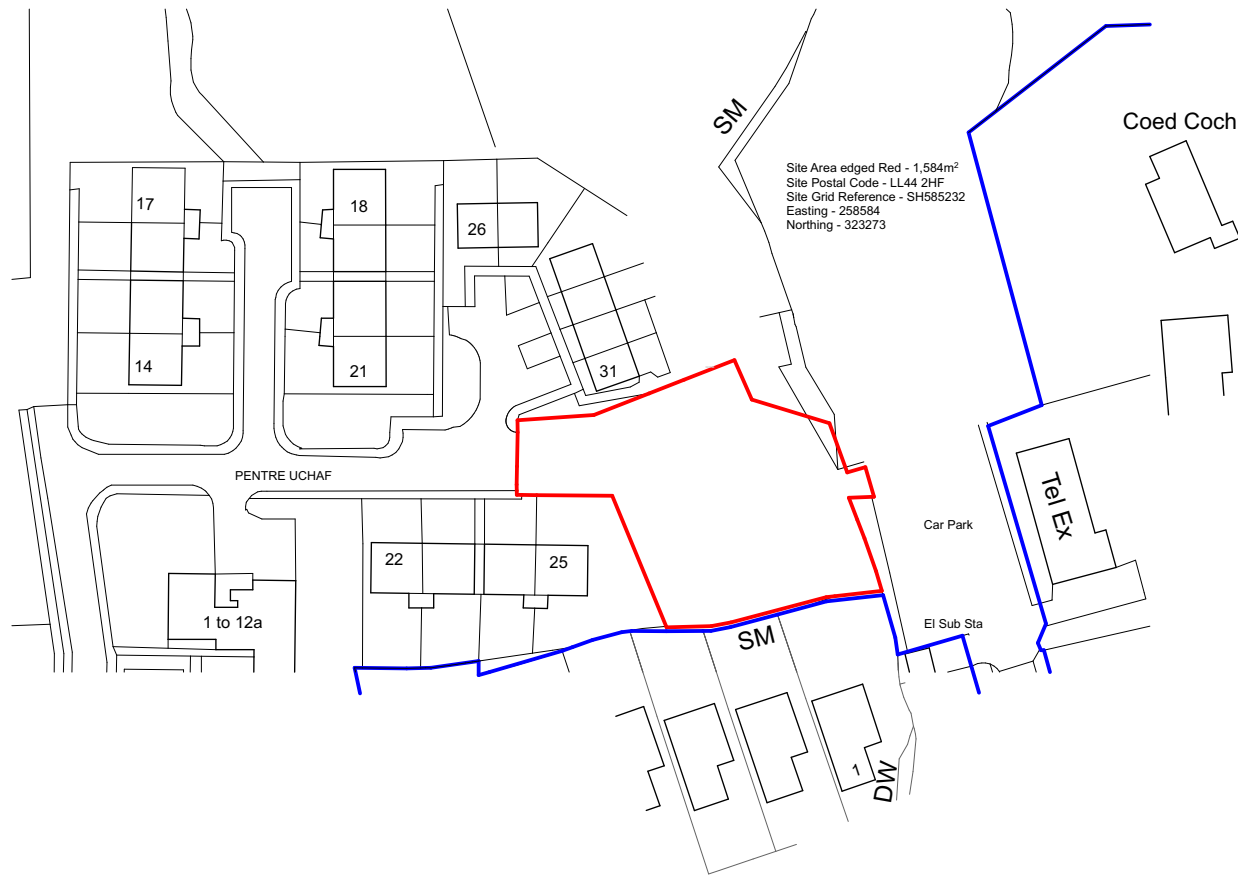 SM
Coed Coch
Site Area edged Red - 1,584m²
Site Postal Code - LL44 2HF
Site Grid Reference - SH585232
Easting - 258584
Northing - 323273
17
18
26
14
21
31
PENTRE UCHAF
Tel Ex
Car Park
22
25
1 to 12a
El Sub Sta
SM
1
DW